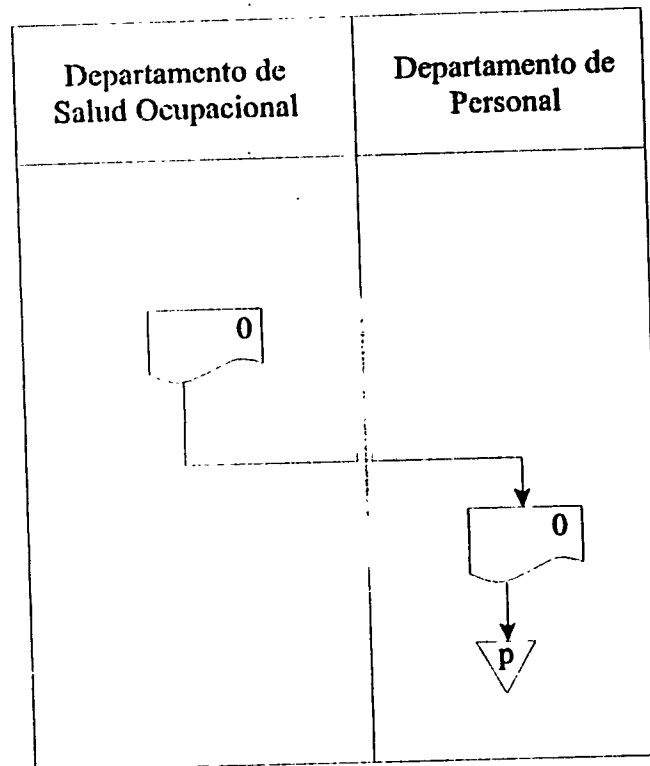 Departamento de
Salud Ocupacional
Departamento de
Personal
0
0
p